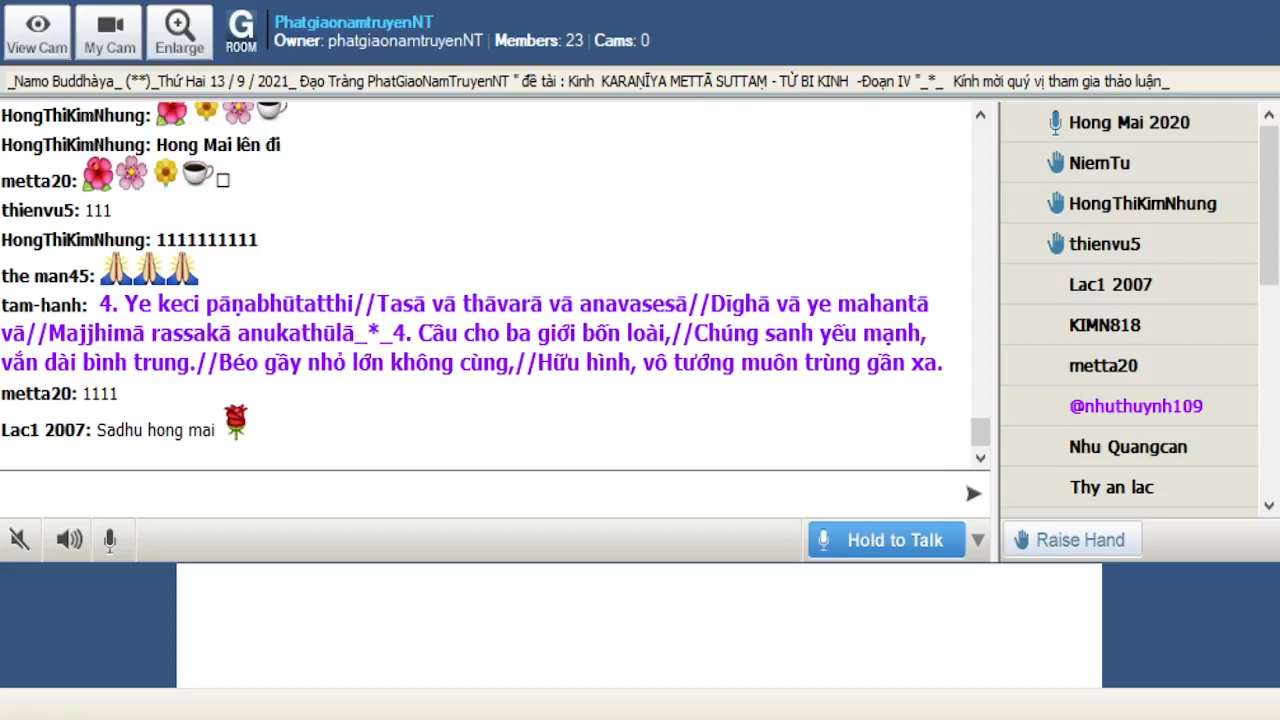 View Cam
My Cam
Enlarge
G
ROOM
PhatgiaonamtruyenNT
Owner: phatgiaonamtruyenNT | Members: 23 | Cams: 0
_Namo Buddhàya_ (**)_Thứ Hai 13 / 9 / 2021_ Đạo Tràng PhatGiaoNamTruyenNT " đề tài : Kinh KARAṆĪYA METTĀ SUTTAṂ - TỪ BI KINH -Đoạn IV "_*_ Kính mời quý vị tham gia thảo luận_
HongThiKimNhung:
HongThiKimNhung: Hong Mai lên đi
metta20:
thienvu5: 111
HongThiKimNhung: 1111111111
the man45:
tam-hanh: 4. Ye keci pāṇabhūtatthi//Tasā vā thāvarā vā anavasesā//Dīghā vā ye mahantā
vā//Majjhimā rassakā anukathūlā_*_4. Cầu cho ba giới bốn loài,//Chúng sanh yếu mạnh,
vắn dài bình trung.//Béo gầy nhỏ lớn không cùng,//Hữu hình, vô tướng muôn trùng gần xa.
metta20: 1111
Lac1 2007: Sadhu hong mai
Hong Mai 2020
NiemTu
HongThiKimNhung
thienvu5
Lac1 2007
KIMN818
metta20
@nhuthuynh109
Nhu Quangcan
Thy an lac
Hold to Talk
Raise Hand